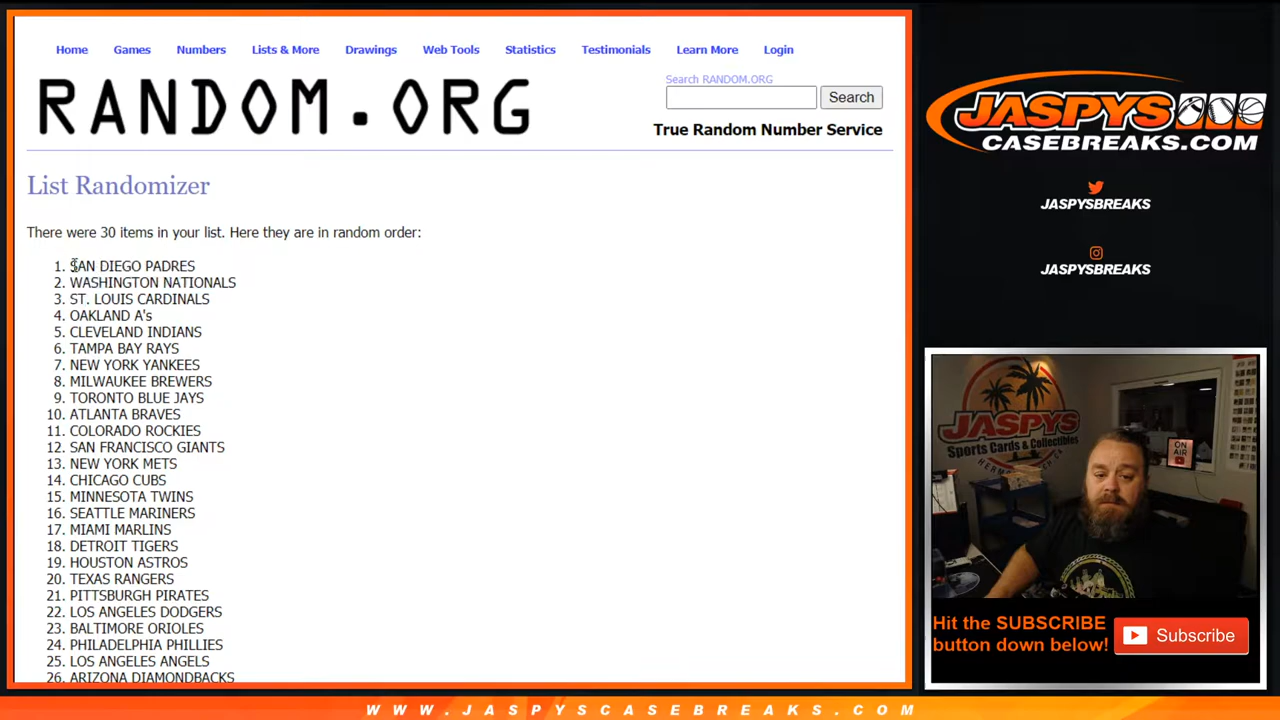 Home Games Numbers Lists & More Drawings Web Tools Statistics Testimonials Learn More Login
RANDOM.ORG
Search RANDOM.ORG
Search
True Random Number Service
List Randomizer
There were 30 items in your list. Here they are in random order:
1. SAN DIEGO PADRES
2. WASHINGTON NATIONALS
3. ST. LOUIS CARDINALS
4. OAKLAND A's
5. CLEVELAND INDIANS
6. TAMPA BAY RAYS
7. NEW YORK YANKEES
8. MILWAUKEE BREWERS
9. TORONTO BLUE JAYS
10. ATLANTA BRAVES
11. COLORADO ROCKIES
12. SAN FRANCISCO GIANTS
13. NEW YORK METS
14. CHICAGO CUBS
15. MINNESOTA TWINS
16. SEATTLE MARINERS
17. MIAMI MARLINS
18. DETROIT TIGERS
19. HOUSTON ASTROS
20. TEXAS RANGERS
21. PITTSBURGH PIRATES
22. LOS ANGELES DODGERS
23. BALTIMORE ORIOLES
24. PHILADELPHIA PHILLIES
25. LOS ANGELES ANGELS
26. ARIZONA DIAMONDBACKS
JASPYS
CASEBREAKS.COM
JASPYSBREAKS
JASPYSBREAKS
JASPYS
Sports Cards & Collectibles
ON
AIR
Hit the SUBSCRIBE
button down below!
Subscribe
WWW.JASPYSCASEBREAKS.COM